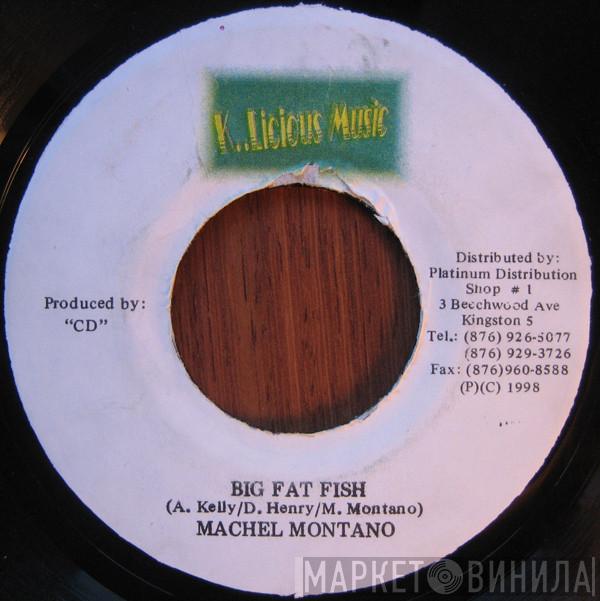 K..Licious Music
Produced by:
"CD"
Distributed by:
Platinum Distribution
Shop # 1
3 Beechwood Ave
Kingston 5
Tel.: (876) 926-5077
(876) 929-3726
Fax: (876)960-8588
(P)(C) 1998
BIG FAT FISH
(A. Kelly/D. Henry/M. Montano)
MACHEL MONTANO
МАРКЕТ ВИНИЛА